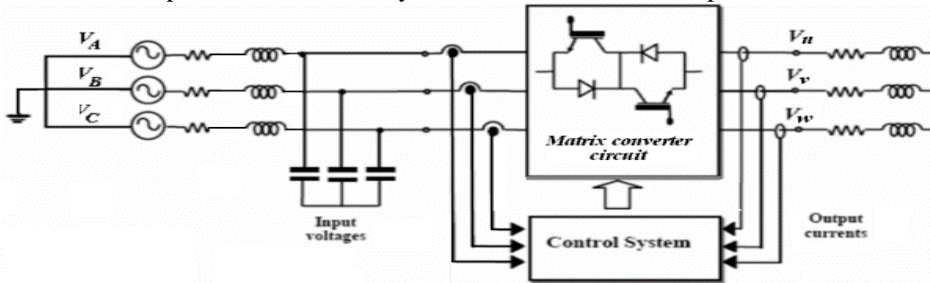 VA
VB
VC
Vu
Vv
Vw
Matrix converter
circuit
Input
voltages
Control System
Output
currents